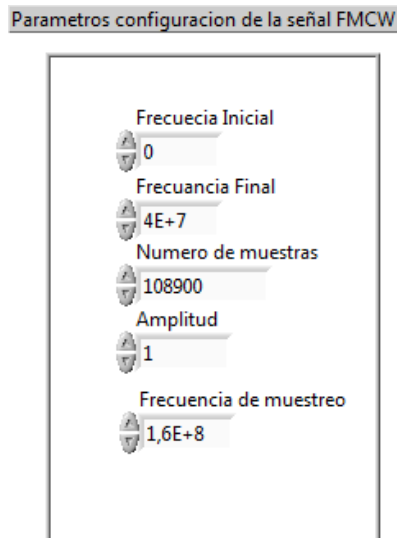 Parametros configuracion de la señal FMCW
Frecuecia Inicial
0
Frecuancia Final
4E+7
Numero de muestras
108900
Amplitud
1
Frecuencia de muestreo
1,6E+8